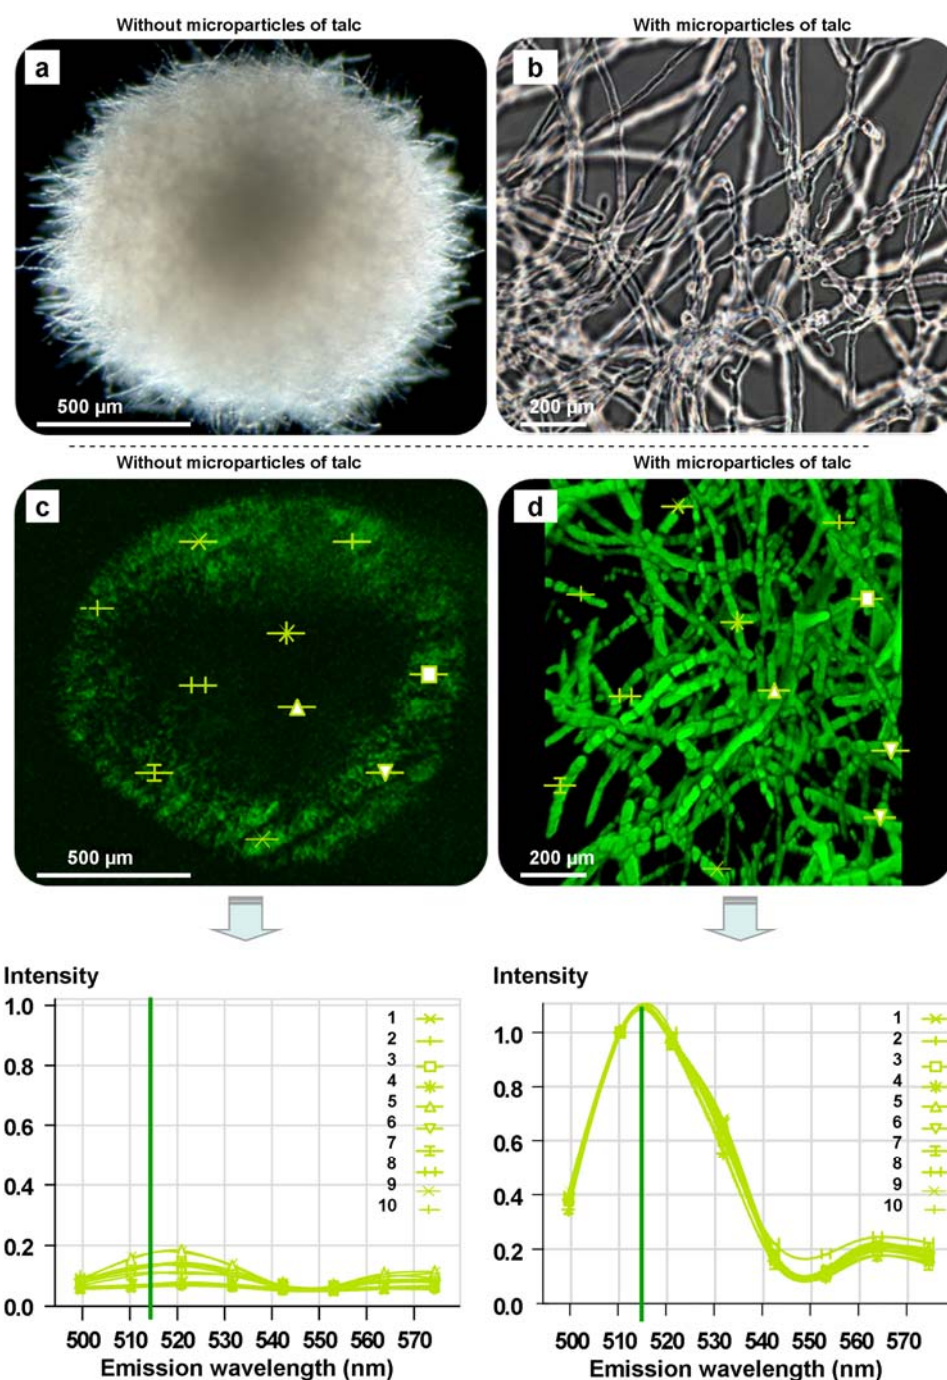 Without microparticles of talc
With microparticles of talc
a
b
500 µm
200 µm
Without microparticles of talc
With microparticles of talc
c
d
500 µm
200 µm
Intensity
1.0
0.8
0.6
0.4
0.2
0.0
1
2
3
4
5
6
7
8
9
10
500 510 520 530 540 550 560 570
Emission wavelength (nm)
Intensity
1.0
0.8
0.6
0.4
0.2
0.0
1
2
3
4
5
6
7
8
9
10
500 510 520 530 540 550 560 570
Emission wavelength (nm)